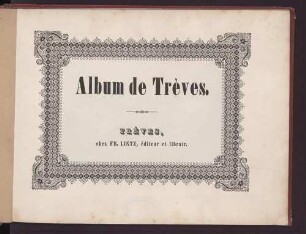 Album de Trèves.
TRÈVES,
chez FR. LINTZ, éditeur et libraire.